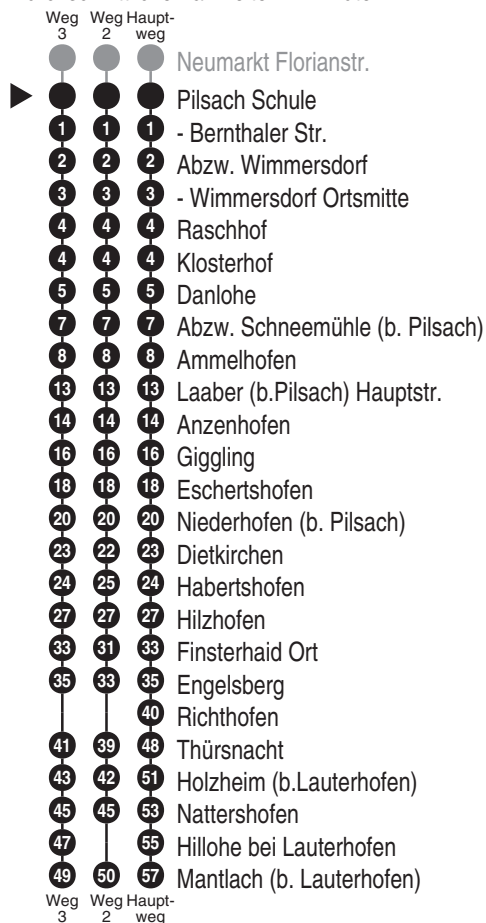 Weg Weg Haupt-
3 2 weg
Neumarkt Florianstr.
Pilsach Schule
1 1 1 - Bernthaler Str.
2 2 2 Abzw. Wimmersdorf
3 3 3 - Wimmersdorf Ortsmitte
4 4 4 Raschhof
4 4 4 Klosterhof
5 5 5 Danlohe
7 7 7 Abzw. Schneemühle (b. Pilsach)
8 8 8 Ammelhofen
13 13 13 Laaber (b.Pilsach) Hauptstr.
14 14 14 Anzenhofen
16 16 16 Giggling
18 18 18 Eschertshofen
20 20 20 Niederhofen (b. Pilsach)
23 22 23 Dietkirchen
24 25 24 Habertshofen
27 27 27 Hilzhofen
33 31 33 Finsterhaid Ort
35 33 35 Engelsberg
40 Richthofen
41 39 48 Thürsnacht
43 42 51 Holzheim (b.Lauterhofen)
45 45 53 Nattershofen
47 55 Hillohe bei Lauterhofen
49 50 57 Mantlach (b. Lauterhofen)
Weg Weg Haupt-
3 2 weg